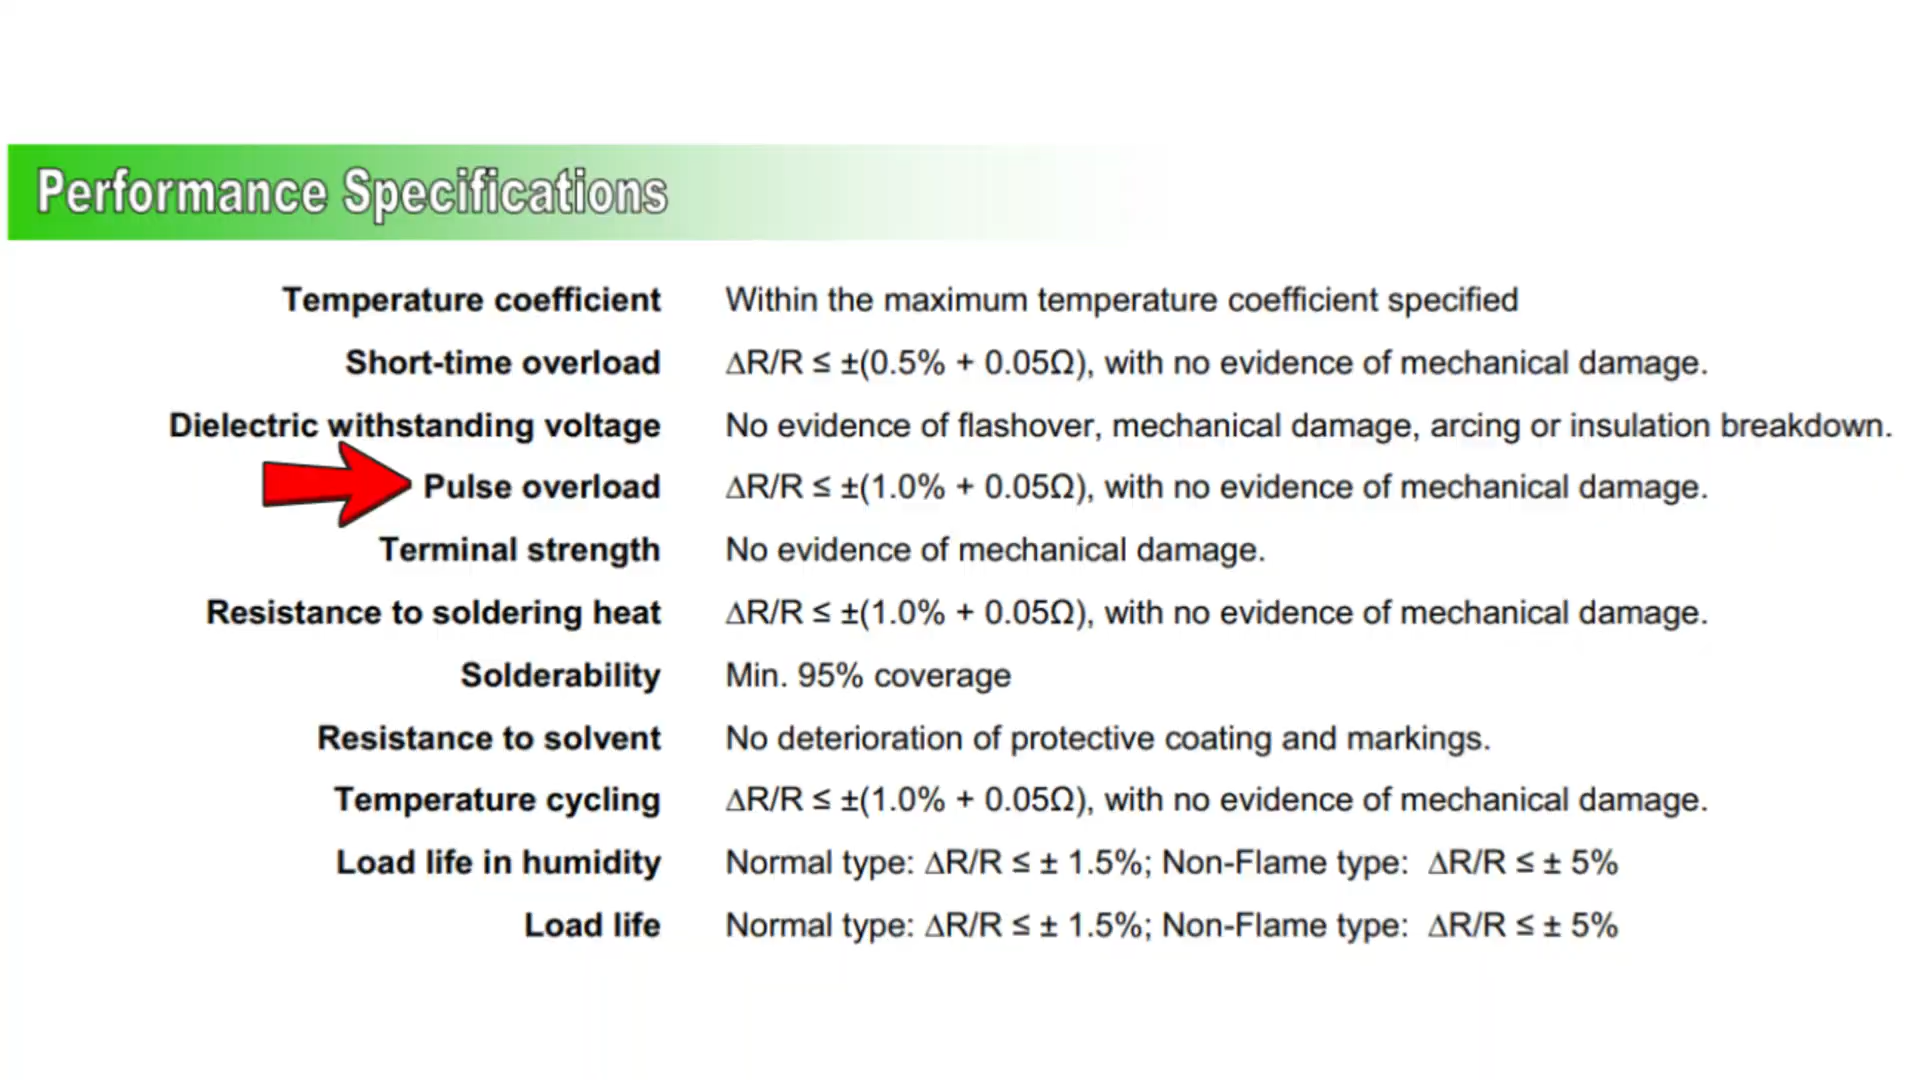 Performance Specifications
Temperature coefficient Within the maximum temperature coefficient specified
Short-time overload ΔR/R ≤ ±(0.5% + 0.05Ω), with no evidence of mechanical damage.
Dielectric withstanding voltage No evidence of flashover, mechanical damage, arcing or insulation breakdown.
Pulse overload ΔR/R ≤ ±(1.0% + 0.05Ω), with no evidence of mechanical damage.
Terminal strength No evidence of mechanical damage.
Resistance to soldering heat ΔR/R ≤ ±(1.0% + 0.05Ω), with no evidence of mechanical damage.
Solderability Min. 95% coverage
Resistance to solvent No deterioration of protective coating and markings.
Temperature cycling ΔR/R ≤ ±(1.0% + 0.05Ω), with no evidence of mechanical damage.
Load life in humidity Normal type: ΔR/R ≤ ± 1.5%; Non-Flame type: ΔR/R ≤ ± 5%
Load life Normal type: ΔR/R ≤ ± 1.5%; Non-Flame type: ΔR/R ≤ ± 5%